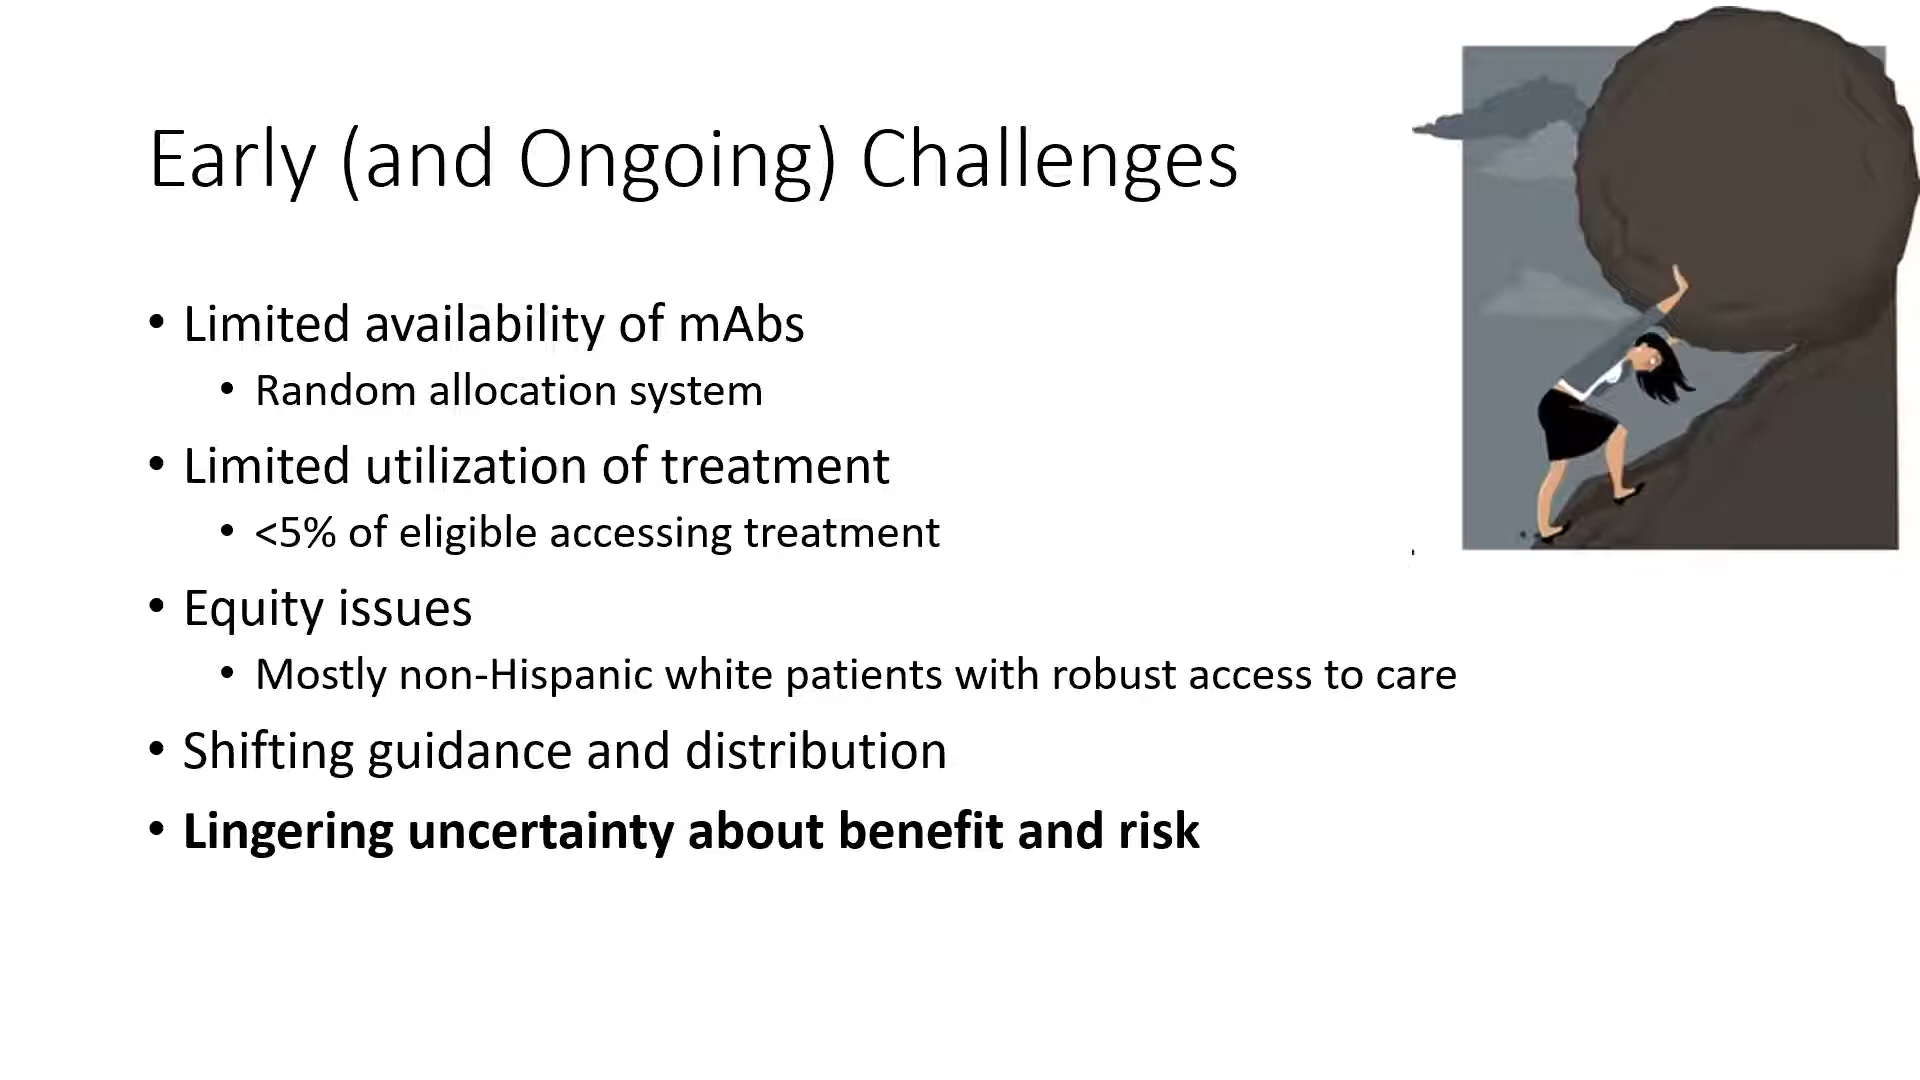 Early (and Ongoing) Challenges
• Limited availability of mAbs
• Random allocation system
• Limited utilization of treatment
• <5% of eligible accessing treatment
• Equity issues
• Mostly non-Hispanic white patients with robust access to care
• Shifting guidance and distribution
• Lingering uncertainty about benefit and risk